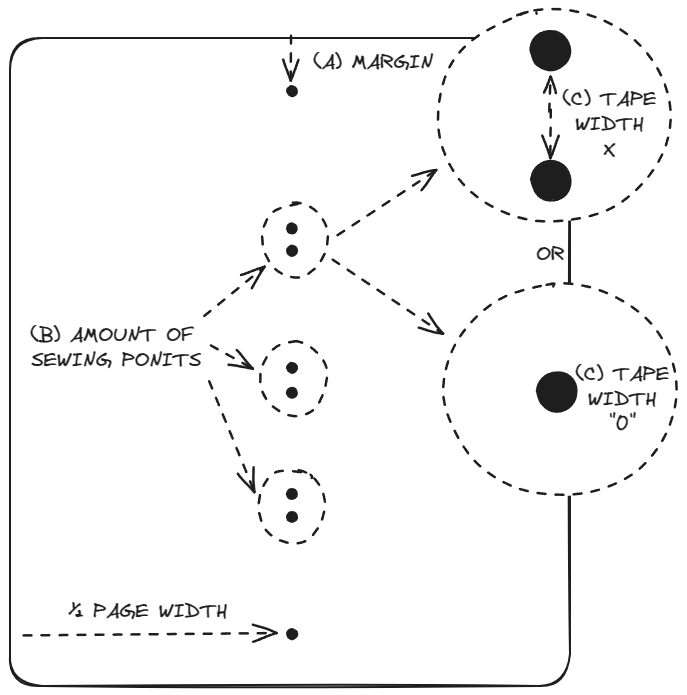 (A) MARGIN
(C) TAPE
WIDTH
X
OR
(B) AMOUNT OF
SEWING PONITS
(C) TAPE
WIDTH
"0"
½ PAGE WIDTH